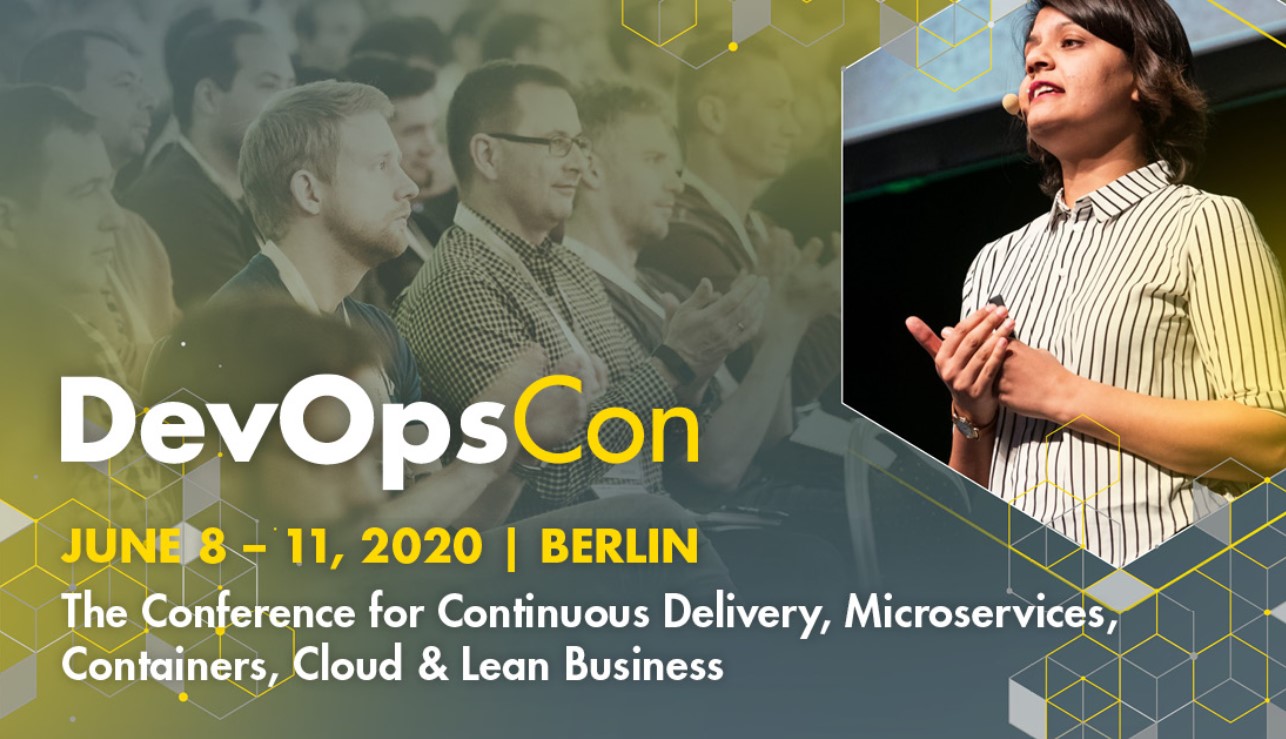 DevOpsCon
JUNE 8 – 11, 2020 | BERLIN
The Conference for Continuous Delivery, Microservices,
Containers, Cloud & Lean Business